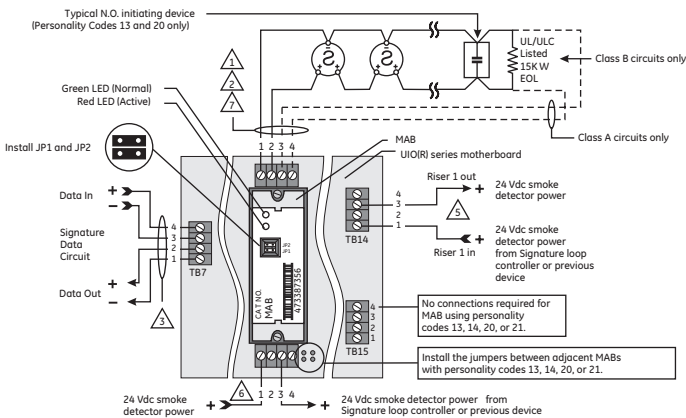 Typical N.O. initiating device
(Personality Codes 13 and 20 only)
UL/ULC
Listed
15KW
EOL
Class B circuits only
1
2
7
Green LED (Normal)
Red LED (Active)
Class A circuits only
Install JP1 and JP2
1 2 3 4
MAB
UIO(R) series motherboard
Riser 1 out
24 Vdc smoke
detector power
5
Data In
+
−
4
3
2
1
TB7
Signature
Data
Circuit
Data Out
+
−
3
JP2
JP1
CAT NO.
MAB
473387356
4
3
2
1
TB14
+
+
Riser 1 in
24 Vdc smoke
detector power
from Signature loop
controller or previous
device
4
3
2
1
TB15
No connections required for
MAB using personality
codes 13, 14, 20, or 21.
Install the jumpers between adjacent MABs
with personality codes 13, 14, 20, or 21.
6
1 2 3 4
24 Vdc smoke
detector power
+
+
24 Vdc smoke detector power from
Signature loop controller or previous device